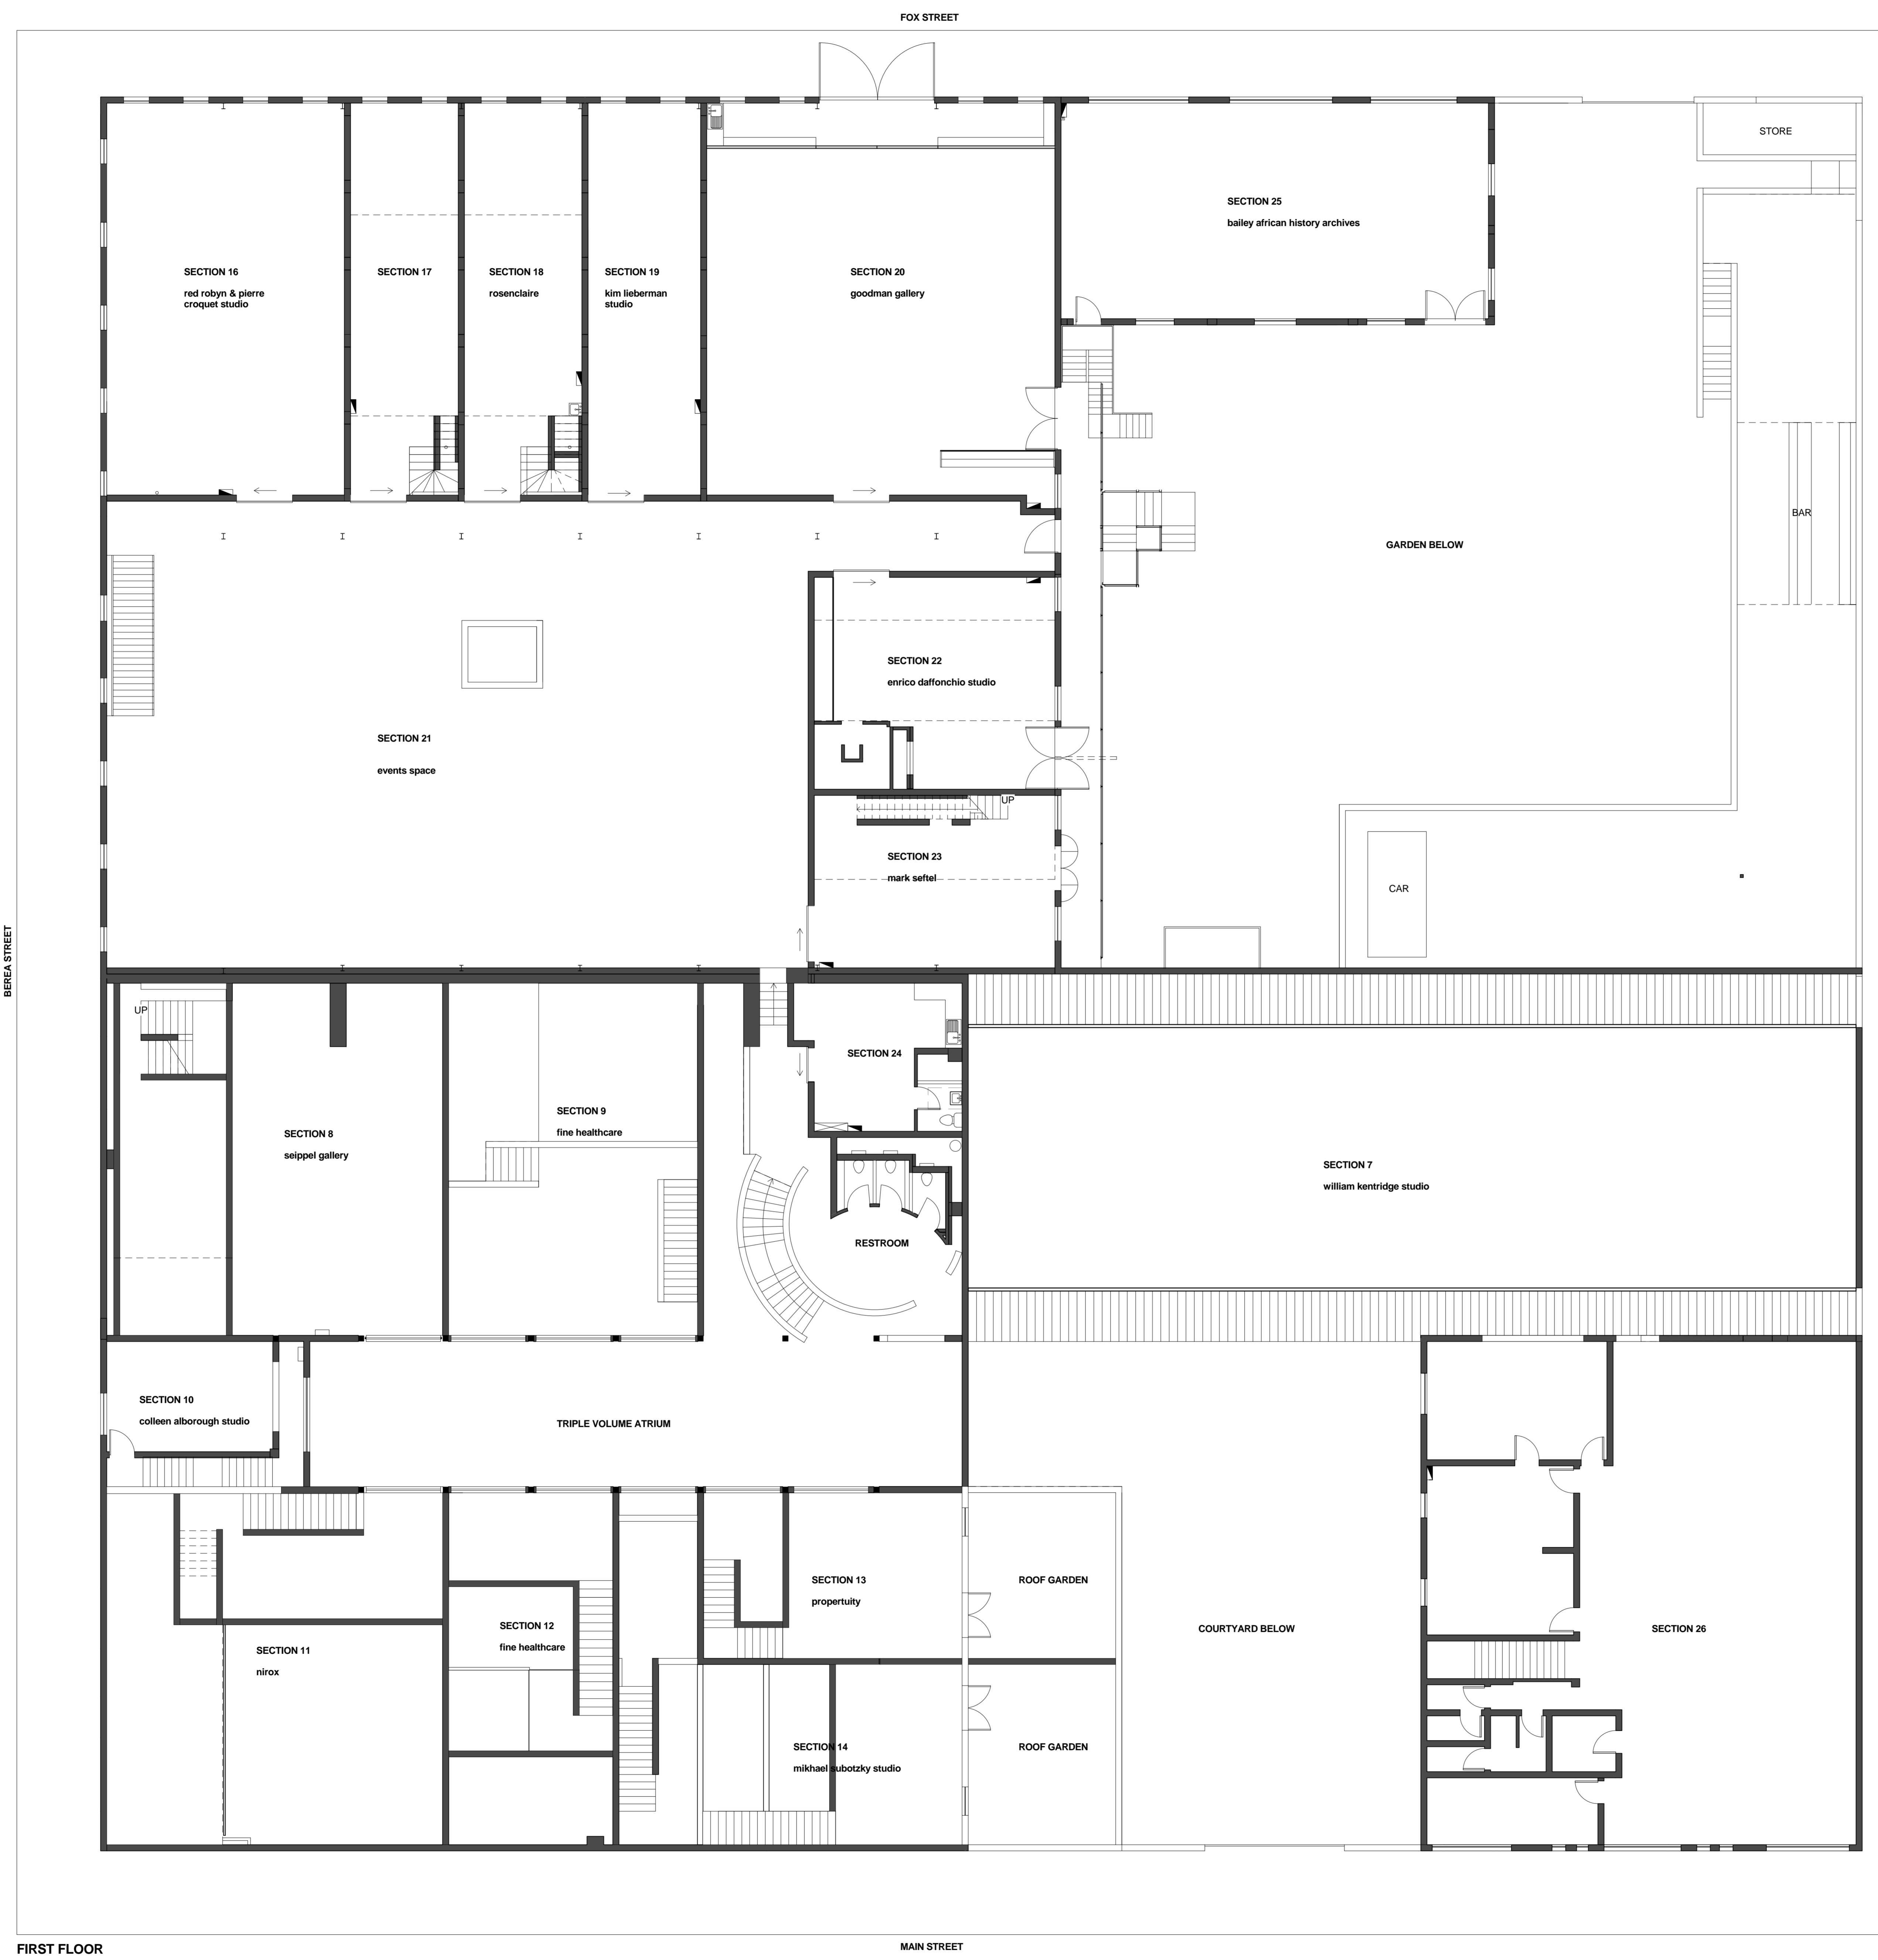 FOX STREET
STORE
SECTION 25
bailey african history archives
SECTION 16
red robyn & pierre
croquet studio
SECTION 17
SECTION 18
rosenclaire
SECTION 19
kim lieberman
studio
SECTION 20
goodman gallery
BAR
GARDEN BELOW
SECTION 22
enrico daffonchio studio
SECTION 21
events space
UP
SECTION 23
mark seftel
CAR
BEREA STREET
UP
SECTION 24
SECTION 9
fine healthcare
SECTION 8
seippel gallery
SECTION 7
william kentridge studio
RESTROOM
SECTION 10
colleen alborough studio
TRIPLE VOLUME ATRIUM
SECTION 13
propertuity
ROOF GARDEN
SECTION 12
fine healthcare
COURTYARD BELOW
SECTION 26
SECTION 11
nirox
SECTION 14
mikhael subotzky studio
ROOF GARDEN
FIRST FLOOR
MAIN STREET